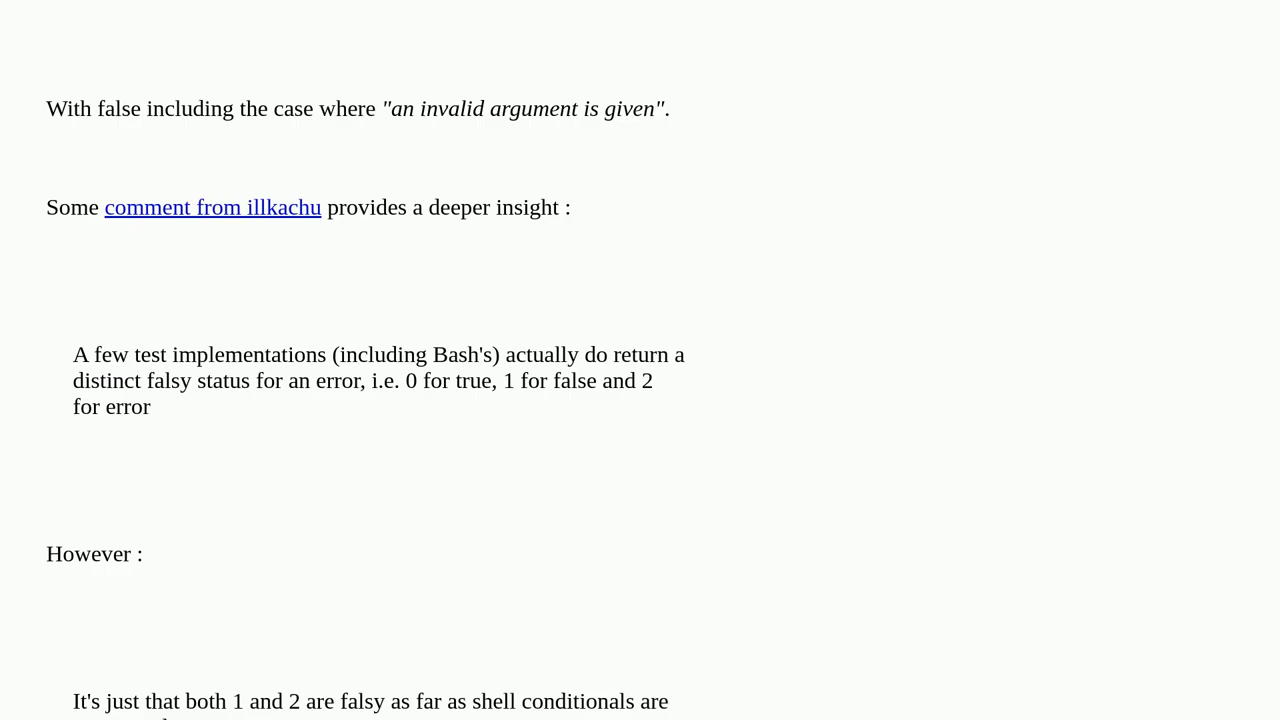 With false including the case where "an invalid argument is given".
Some comment from illkachu provides a deeper insight :
A few test implementations (including Bash's) actually do return a
distinct falsy status for an error, i.e. 0 for true, 1 for false and 2
for error
However :
It's just that both 1 and 2 are falsy as far as shell conditionals are